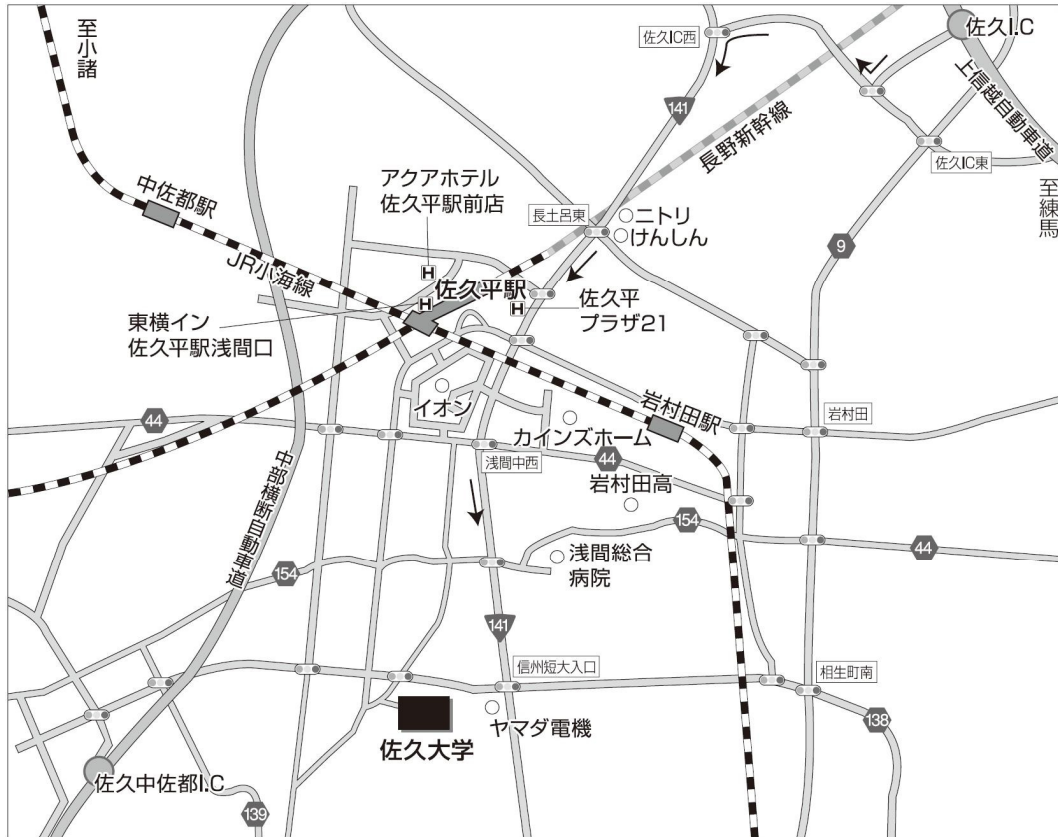 至小諸
佐久IC西
佐久I.C
141
長野新幹線
上信越自動車道
佐久IC東
至練馬
中佐都駅
アクアホテル
佐久平駅前店
長土呂東
ニトリ
けんしん
9
JR小海線
H
H
佐久平駅
H
佐久平
プラザ21
東横イン
佐久平駅浅間口
イオン
岩村田駅
44
カインズホーム
岩村田
浅間中西
44
中部横断自動車道
岩村田高
154
44
浅間総合
病院
154
141
信州短大入口
相生町南
ヤマダ電機
138
佐久大学
佐久中佐都I.C
139